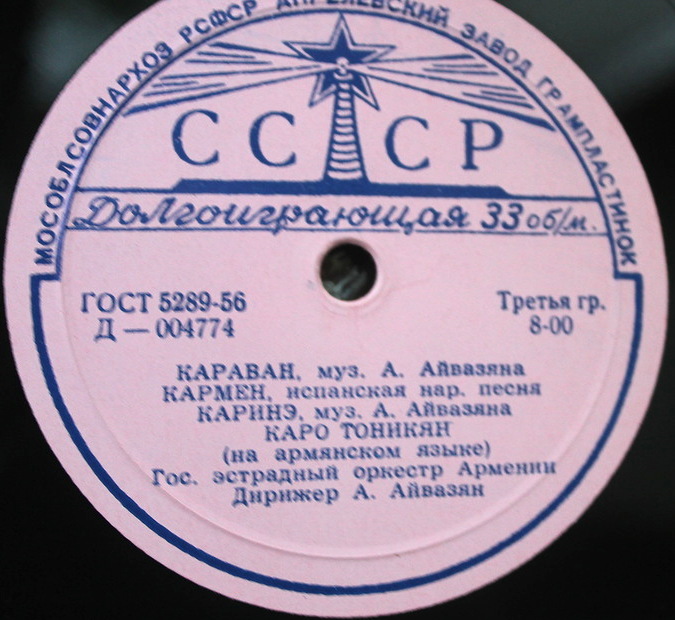 МОСОБЛСОВНАРХОЗ РСФСР АПРЕЛЕВСКИЙ ЗАВОД ГРАМПЛАСТИНОК
СССР
Долгоиграющая 33 об/м.
ГОСТ 5289-56
Д — 004774
Третья гр.
8-00
КАРАВАН, муз. А. Айвазяна
КАРМЕН, испанская нар. песня
КАРИНЭ, муз. А. Айвазяна
КАРО ТОНИКЯН
(на армянском языке)
Гос. эстрадный оркестр Армении
Дирижер А. Айвазян